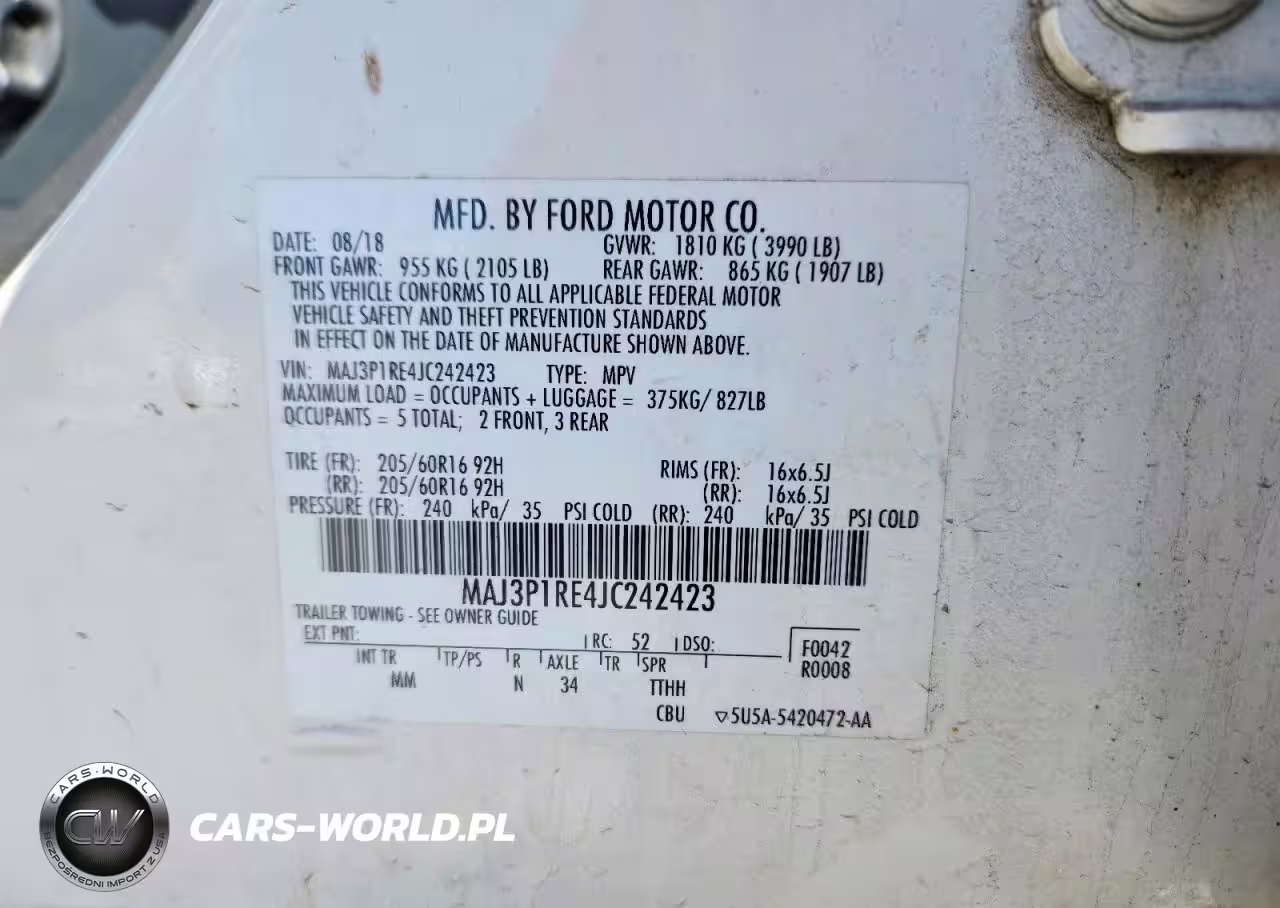 MFD. BY FORD MOTOR CO.
DATE: 08/18 GVWR: 1810 KG ( 3990 LB)
FRONT GAWR: 955 KG ( 2105 LB) REAR GAWR: 865 KG ( 1907 LB)
THIS VEHICLE CONFORMS TO ALL APPLICABLE FEDERAL MOTOR
VEHICLE SAFETY AND THEFT PREVENTION STANDARDS
IN EFFECT ON THE DATE OF MANUFACTURE SHOWN ABOVE.
VIN: MAJ3P1RE4JC242423 TYPE: MPV
MAXIMUM LOAD = OCCUPANTS + LUGGAGE = 375KG/ 827LB
OCCUPANTS = 5 TOTAL; 2 FRONT, 3 REAR
TIRE (FR): 205/60R16 92H RIMS (FR): 16x6.5J
(RR): 205/60R16 92H (RR): 16x6.5J
PRESSURE (FR): 240 kPa/ 35 PSI COLD (RR): 240 kPa/ 35 PSI COLD
MAJ3P1RE4JC242423
TRAILER TOWING - SEE OWNER GUIDE
EXT PNT: RC: 52 DSO: F0042
R0008
INT TR TP/PS R AXLE TR SPR
MM N 34 TTHH
CBU ▽5U5A-5420472-AA
CARS-WORLD
CW
BEZPOŚREDNI IMPORT Z USA
CARS-WORLD.PL